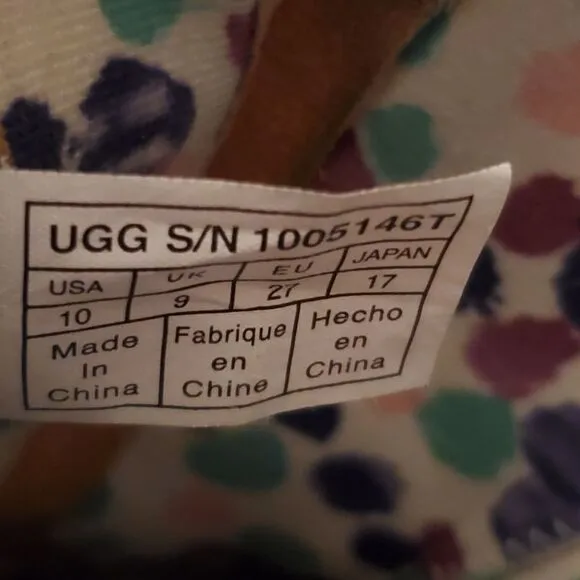 UGG S/N 1005146T
USA UK EU JAPAN
10 9 27 17
Made Fabrique Hecho
In en en
China Chine China